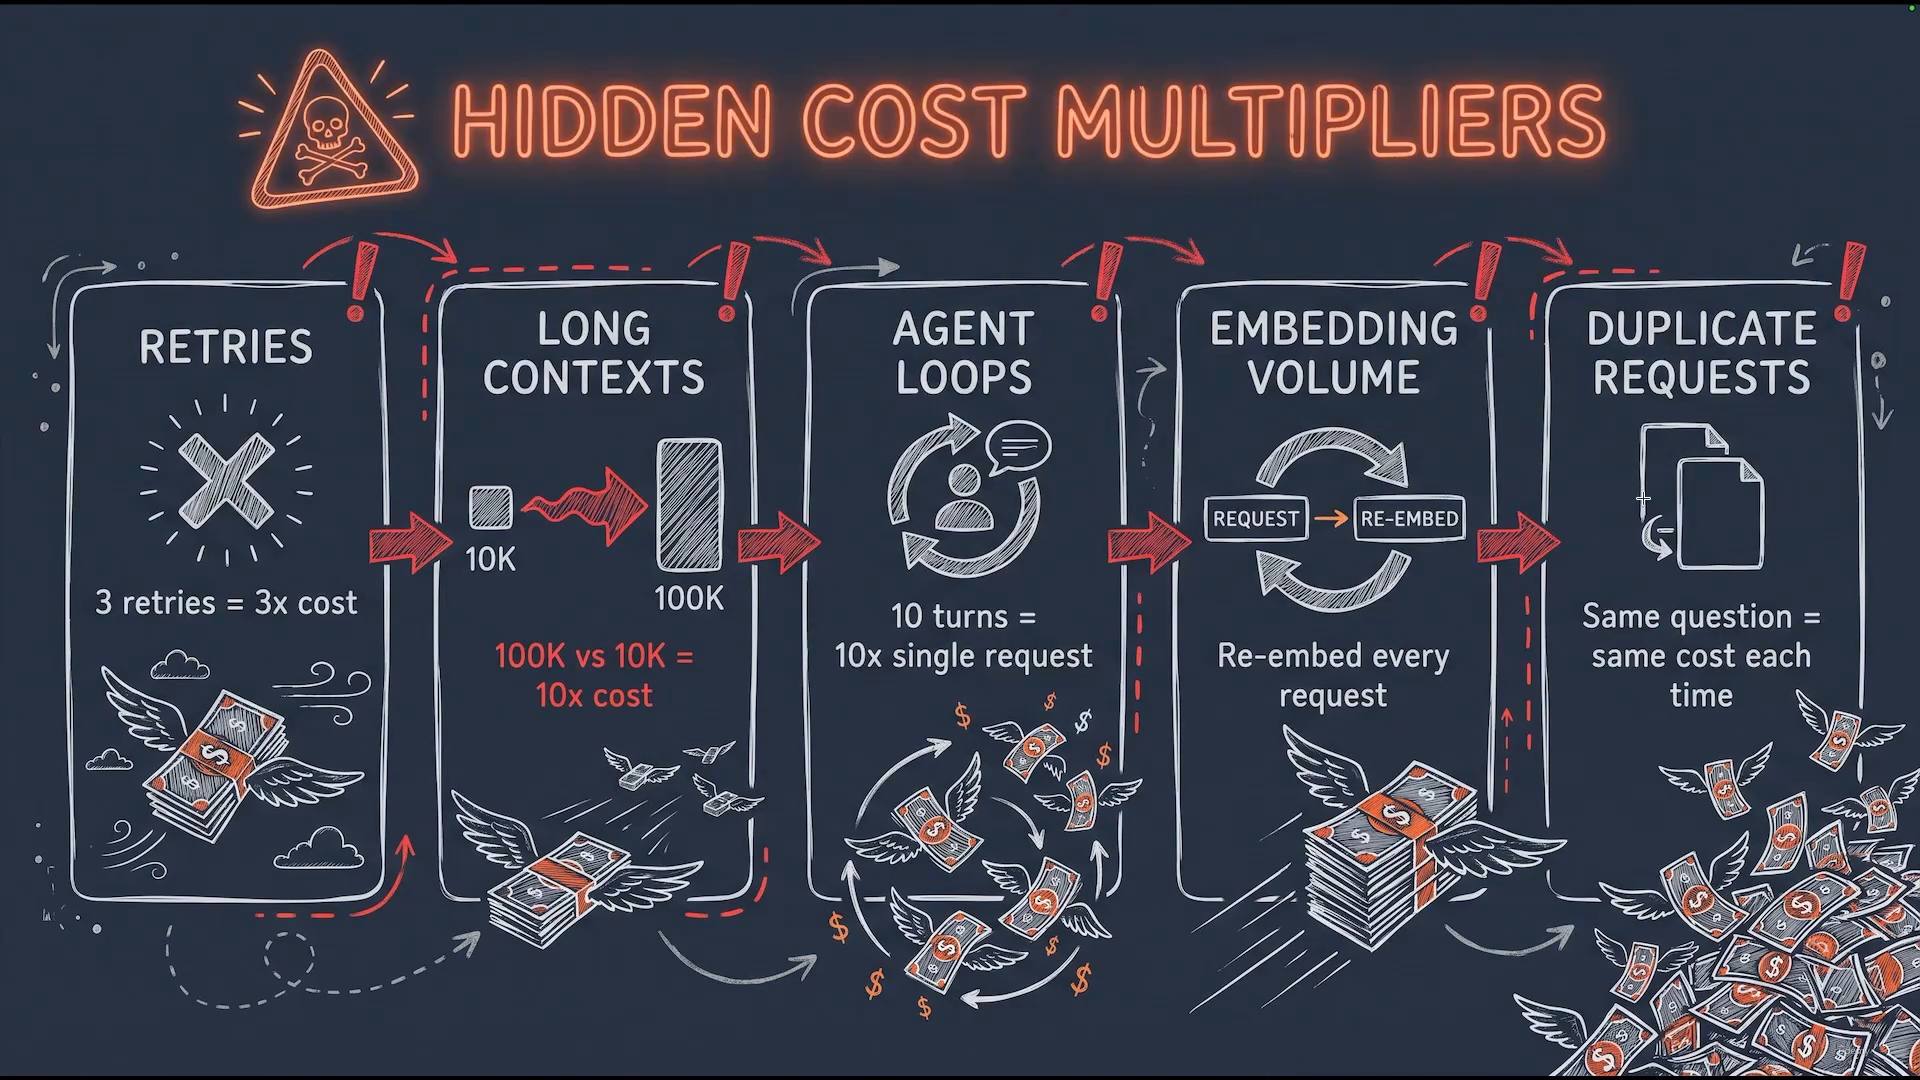 HIDDEN COST MULTIPLIERS
RETRIES
3 retries = 3x cost
LONG
CONTEXTS
10K
100K
100K vs 10K =
10x cost
AGENT
LOOPS
10 turns =
10x single request
EMBEDDING
VOLUME
REQUEST
RE-EMBED
Re-embed every
request
DUPLICATE
REQUESTS
Same question =
same cost each
time